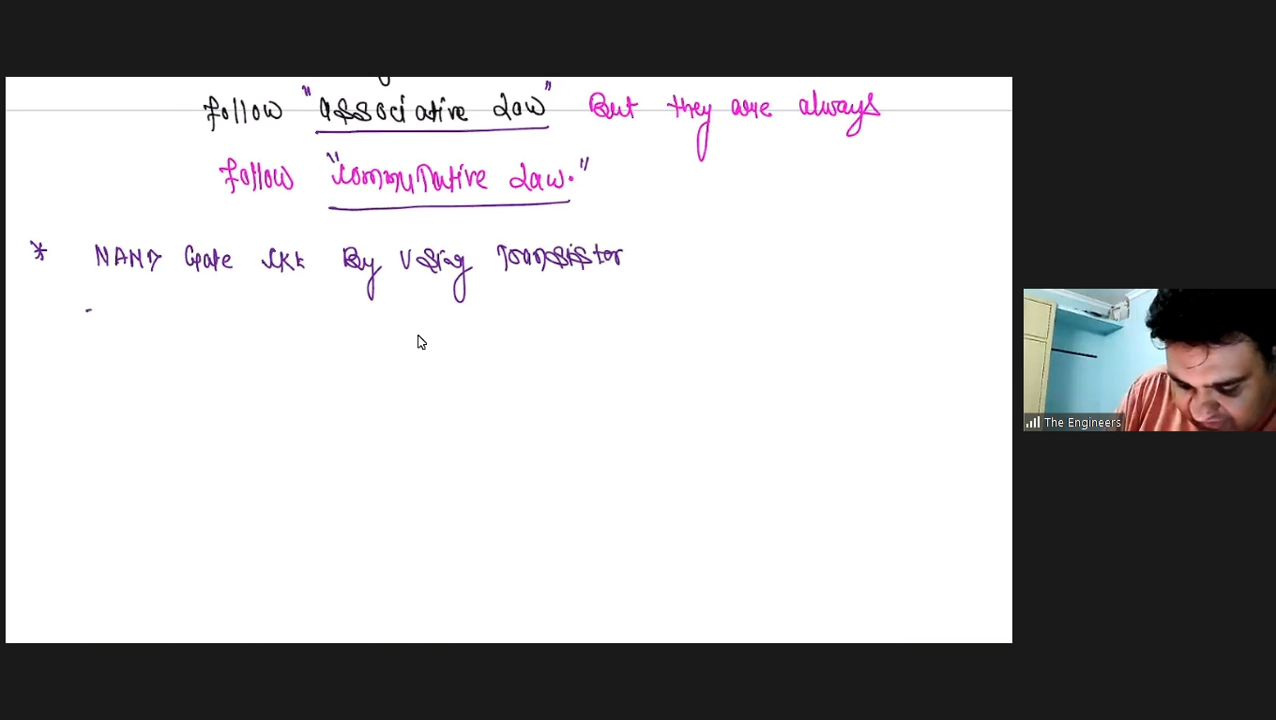 follow "associative law" But they are always
follow "commutative law."
* NAND Gate ckt By Using Transistor
The Engineers